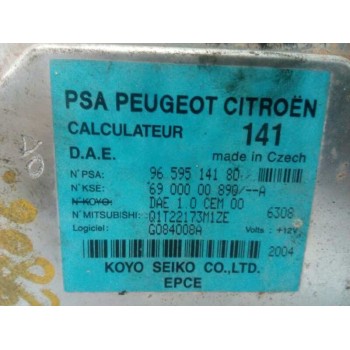 PSA PEUGEOT CITROËN
CALCULATEUR 141
D.A.E. made in Czech
N°PSA: 96 595 141 80
N°KSE: 69 000 00 890/--A
N°KOYO: DAE 1 0 CEM 00
N°MITSUBISHI: Q1T22173M1ZE 6308
Logiciel: G084008A Volts : +12V
2004
KOYO SEIKO CO.,LTD.
EPCE